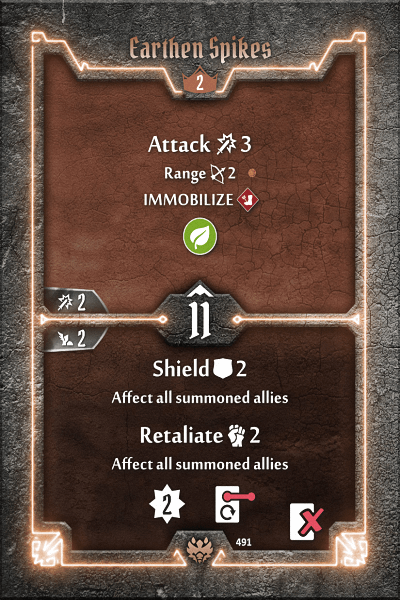 Earthen Spikes
2
Attack 3
Range 2
IMMOBILIZE
2
11
2
Shield 2
Affect all summoned allies
Retaliate 2
Affect all summoned allies
2
491